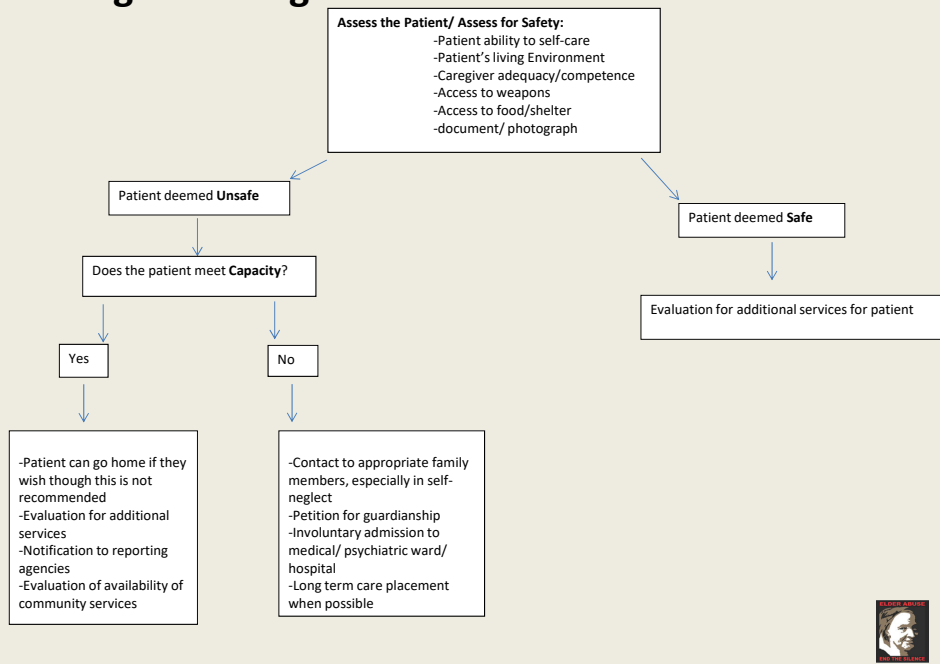 Assess the Patient/ Assess for Safety:
-Patient ability to self-care
-Patient's living Environment
-Caregiver adequacy/competence
-Access to weapons
-Access to food/shelter
-document/ photograph
Patient deemed Unsafe
Patient deemed Safe
Does the patient meet Capacity?
Evaluation for additional services for patient
Yes
No
-Patient can go home if they
wish though this is not
recommended
-Evaluation for additional
services
-Notification to reporting
agencies
-Evaluation of availability of
community services
-Contact to appropriate family
members, especially in self-
neglect
-Petition for guardianship
-Involuntary admission to
medical/ psychiatric ward/
hospital
-Long term care placement
when possible
ELDER ABUSE
END THE SILENCE